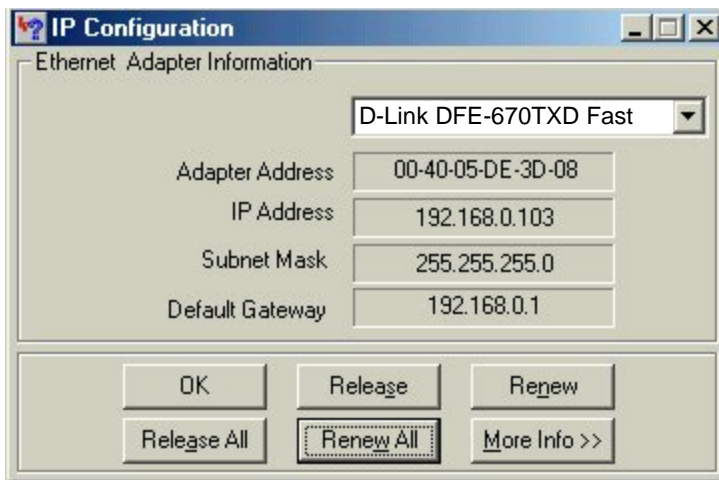 IP Configuration
Ethernet Adapter Information
D-Link DFE-670TXD Fast
Adapter Address 00-40-05-DE-3D-08
IP Address 192.168.0.103
Subnet Mask 255.255.255.0
Default Gateway 192.168.0.1
OK Release Renew
Release All Renew All More Info >>